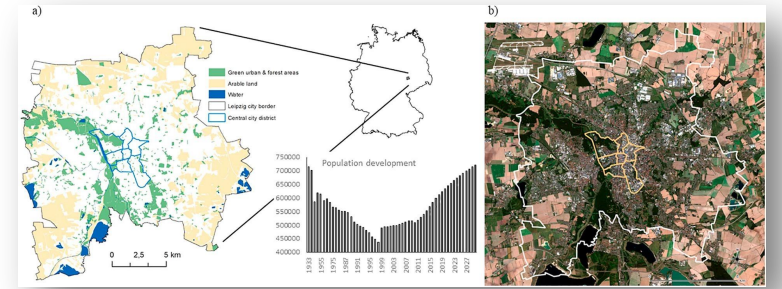 a)
b)
Green urban & forest areas
Arable land
Water
Leipzig city border
Central city district
0 2,5 5 km
Population development
750000
700000
650000
600000
550000
500000
450000
400000
1933
1955
1975
1987
1991
1995
1999
2003
2007
2011
2015
2019
2023
2027